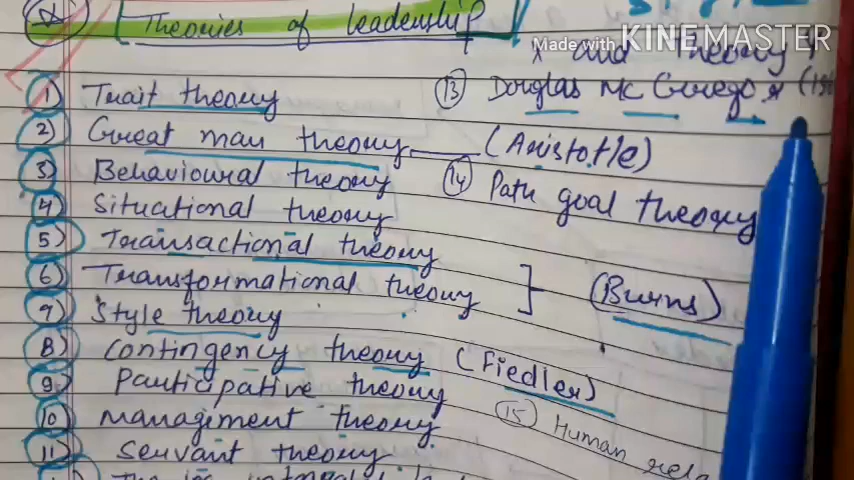 Theories of leadership
Made with KINEMASTER
x and theory Y
(1) Trait theory
(13) Douglas Mc Gregor
(2) Great man theory — (Aristotle)
(3) Behavioural theory
(14) Path goal theory
(4) Situational theory
(5) Transactional theory
(6) Transformational theory } (Burns)
(7) Style theory
(8) Contingency theory (Fiedler)
(9) Participative theory
(10) Management theory
(15) Human rela
(11) Servant theory